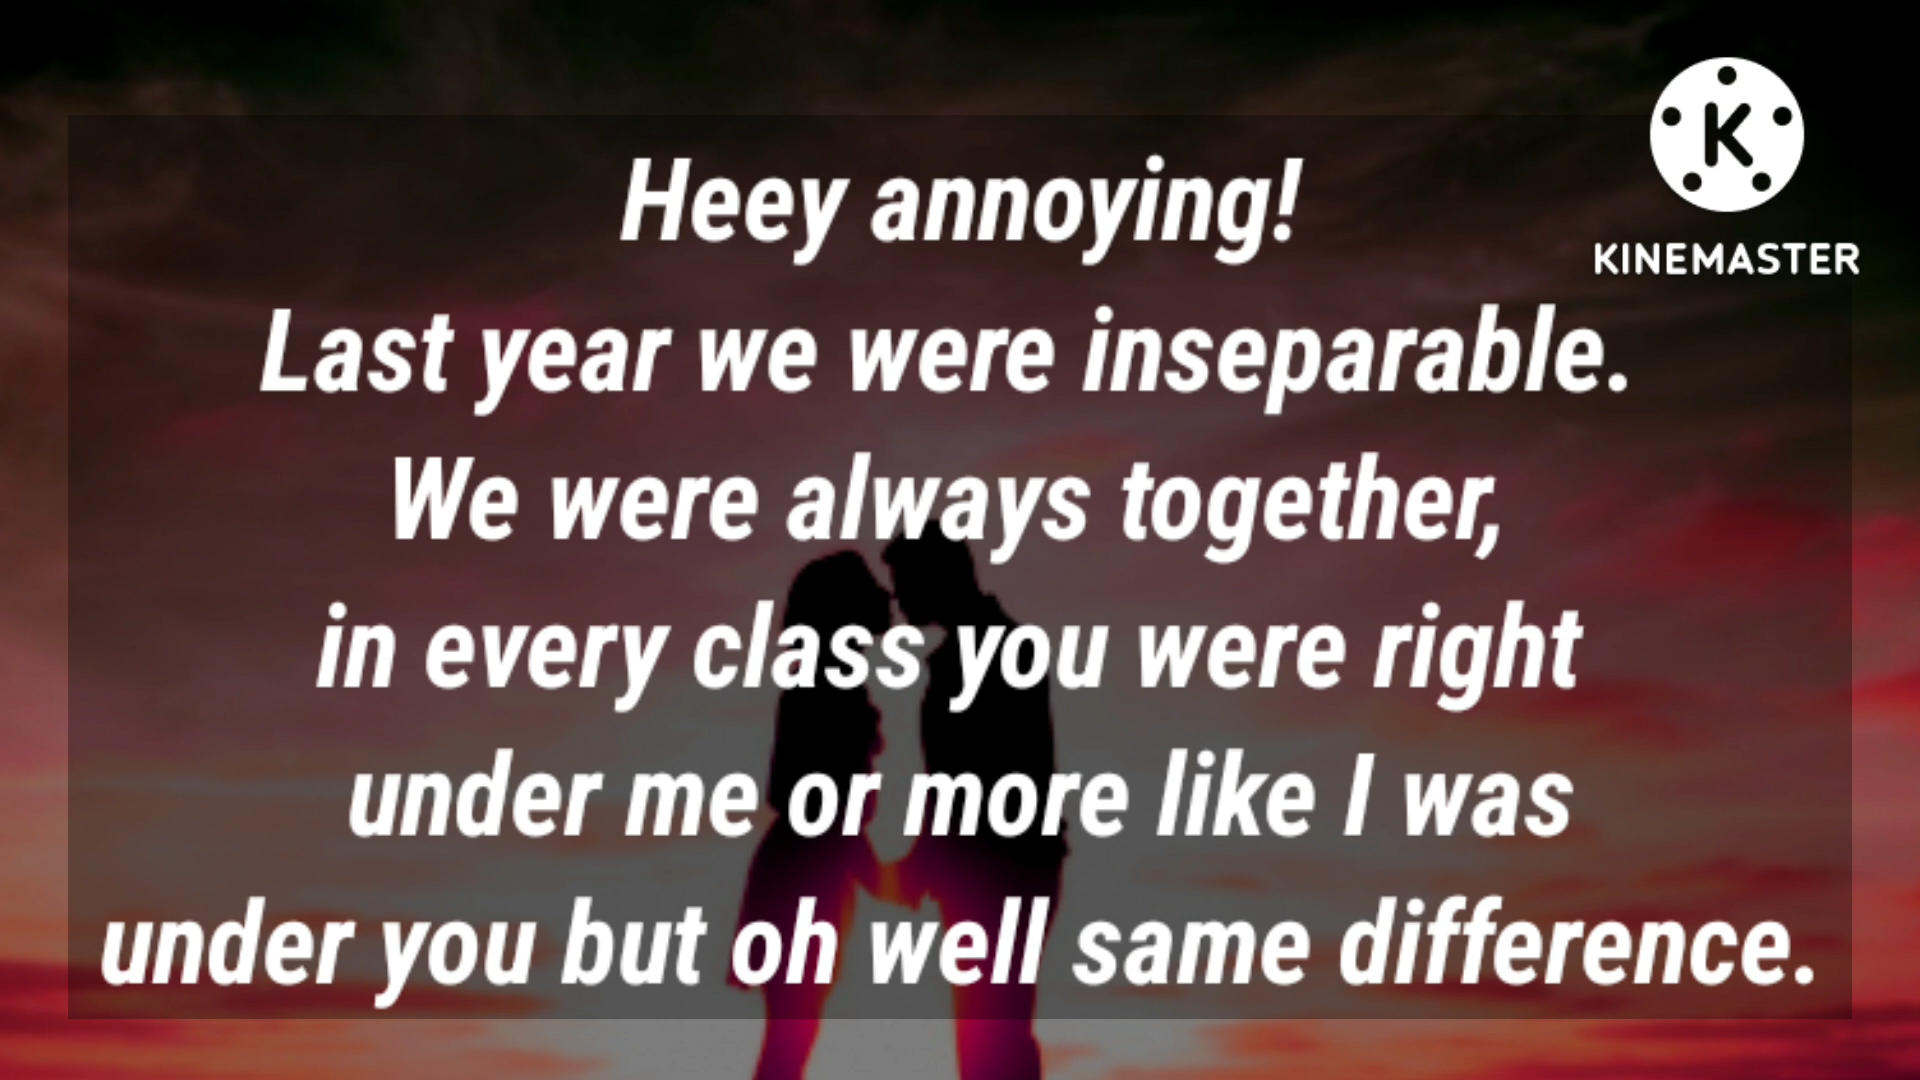 K
KINEMASTER
Heey annoying!
Last year we were inseparable.
We were always together,
in every class you were right
under me or more like I was
under you but oh well same difference.